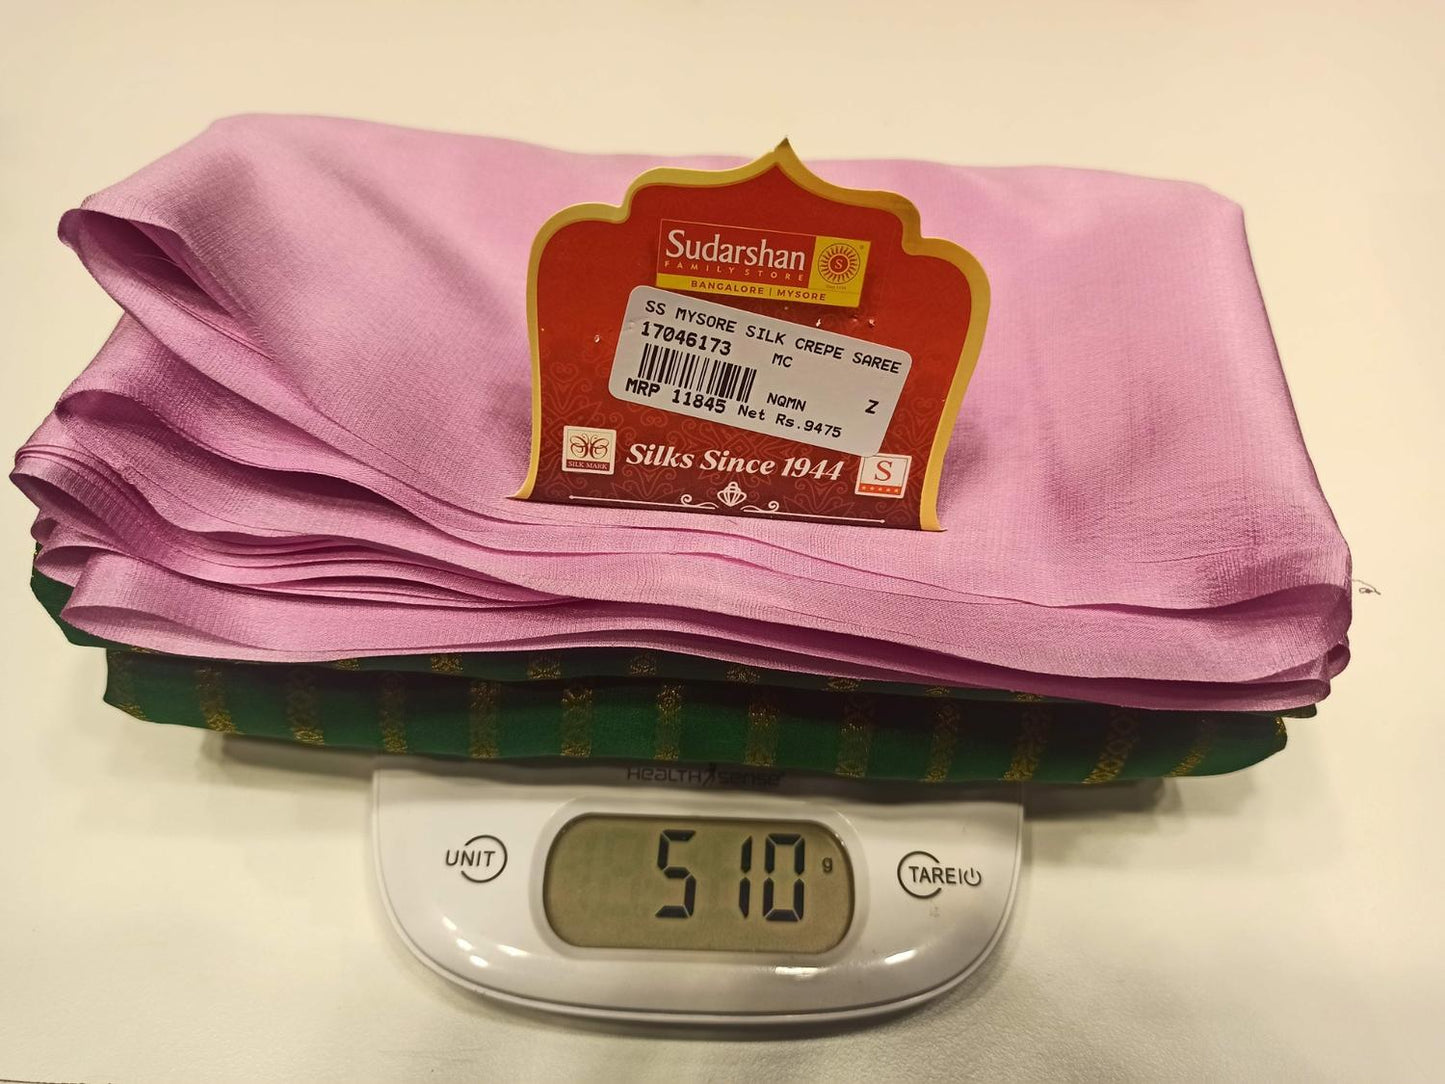 Sudarshan
FAMILY STORE
BANGALORE | MYSORE
S
SS MYSORE SILK CREPE SAREE
17046173 MC
MRP 11845 NQMN Z
Net Rs.9475
SILK MARK
Silks Since 1944
S
HEALTH sense
UNIT
510 g
TARE